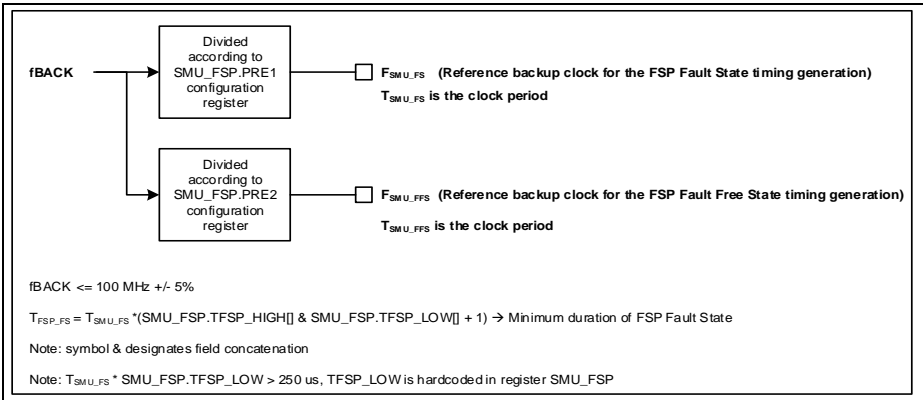 Divided
according to
SMU_FSP.PRE1
configuration
register
fBACK
FSMU_FS (Reference backup clock for the FSP Fault State timing generation)
TSMU_FS is the clock period
Divided
according to
SMU_FSP.PRE2
configuration
register
FSMU_FFS (Reference backup clock for the FSP Fault Free State timing generation)
TSMU_FFS is the clock period
fBACK <= 100 MHz +/- 5%
TFSP_FS = TSMU_FS *(SMU_FSP.TFSP_HIGH[] & SMU_FSP.TFSP_LOW[] + 1) → Minimum duration of FSP Fault State
Note: symbol & designates field concatenation
Note: TSMU_FS * SMU_FSP.TFSP_LOW > 250 us, TFSP_LOW is hardcoded in register SMU_FSP